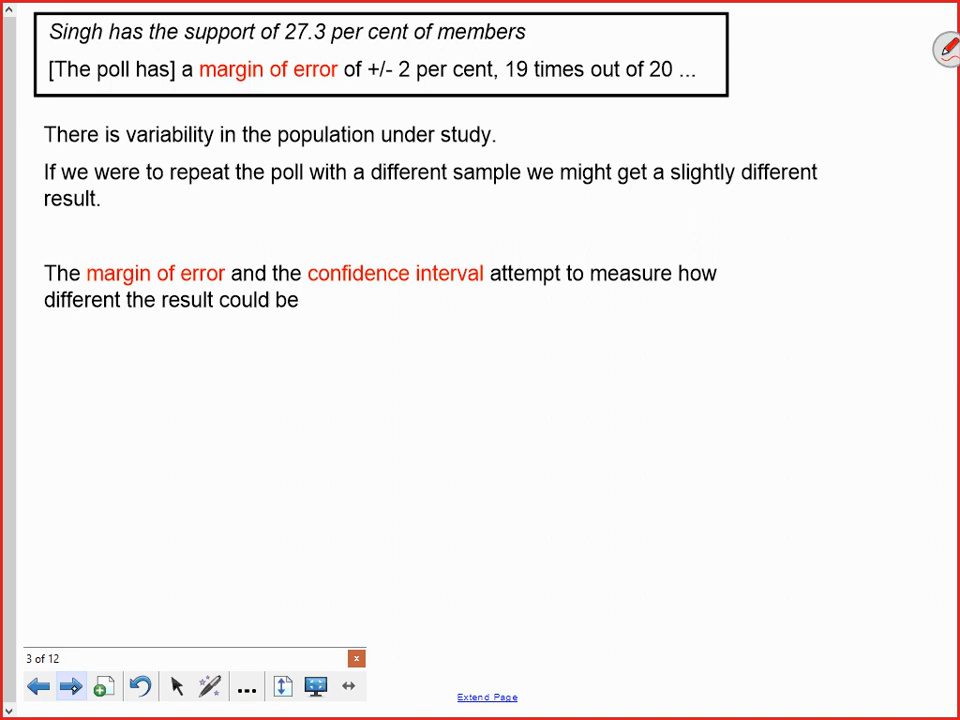 Singh has the support of 27.3 per cent of members
[The poll has] a margin of error of +/- 2 per cent, 19 times out of 20 ...
There is variability in the population under study.
If we were to repeat the poll with a different sample we might get a slightly different
result.
The margin of error and the confidence interval attempt to measure how
different the result could be
3 of 12
x
...
Extend Page